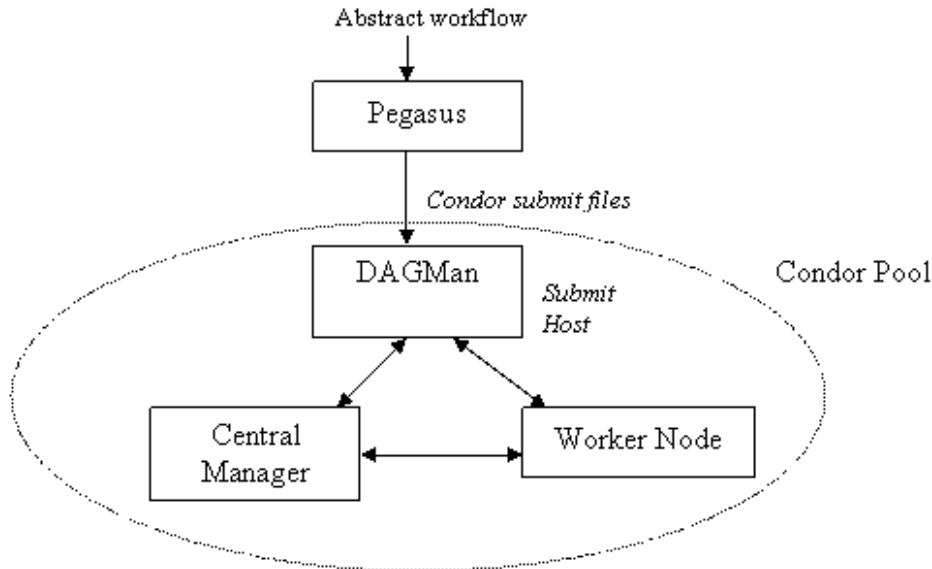 Abstract workflow
Pegasus
Condor submit files
DAGMan
Condor Pool
Submit
Host
Central
Manager
Worker Node